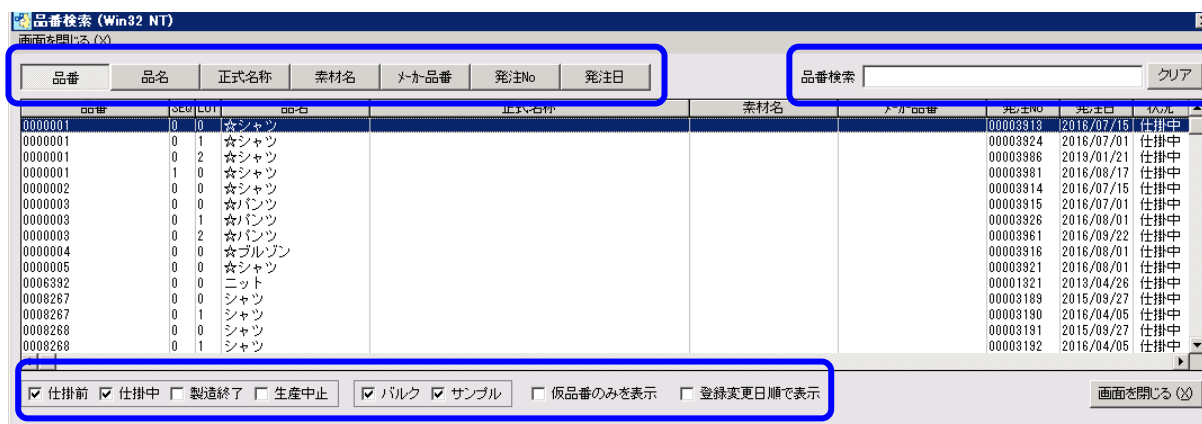 品番検索 (Win32 NT)
画面を閉じる (X)
品番 品名 正式名称 素材名 メーカー品番 発注No 発注日 品番検索 クリア
品番 SEQ LOT 品名 正式名称 素材名 メーカー品番 発注No 発注日 状況
0000001 0 0 ☆シャツ 00003913 2016/07/15 仕掛中
0000001 0 1 ☆シャツ 00003924 2016/07/01 仕掛中
0000001 0 2 ☆シャツ 00003986 2019/01/21 仕掛中
0000001 1 0 ☆シャツ 00003981 2016/08/17 仕掛中
0000002 0 0 ☆シャツ 00003914 2016/07/15 仕掛中
0000003 0 0 ☆パンツ 00003915 2016/07/01 仕掛中
0000003 0 1 ☆パンツ 00003926 2016/08/01 仕掛中
0000003 0 2 ☆パンツ 00003961 2016/09/22 仕掛中
0000004 0 0 ☆ブルゾン 00003916 2016/08/01 仕掛中
0000005 0 0 ☆シャツ 00003921 2016/08/01 仕掛中
0006392 0 0 ニット 00001321 2013/04/26 仕掛中
0008267 0 0 シャツ 00003189 2015/09/27 仕掛中
0008267 0 1 シャツ 00003190 2016/04/05 仕掛中
0008268 0 0 シャツ 00003191 2015/09/27 仕掛中
0008268 0 1 シャツ 00003192 2016/04/05 仕掛中
仕掛前 仕掛中 製造終了 生産中止 バルク サンプル 仮品番のみを表示 登録変更日順で表示 画面を閉じる (X)